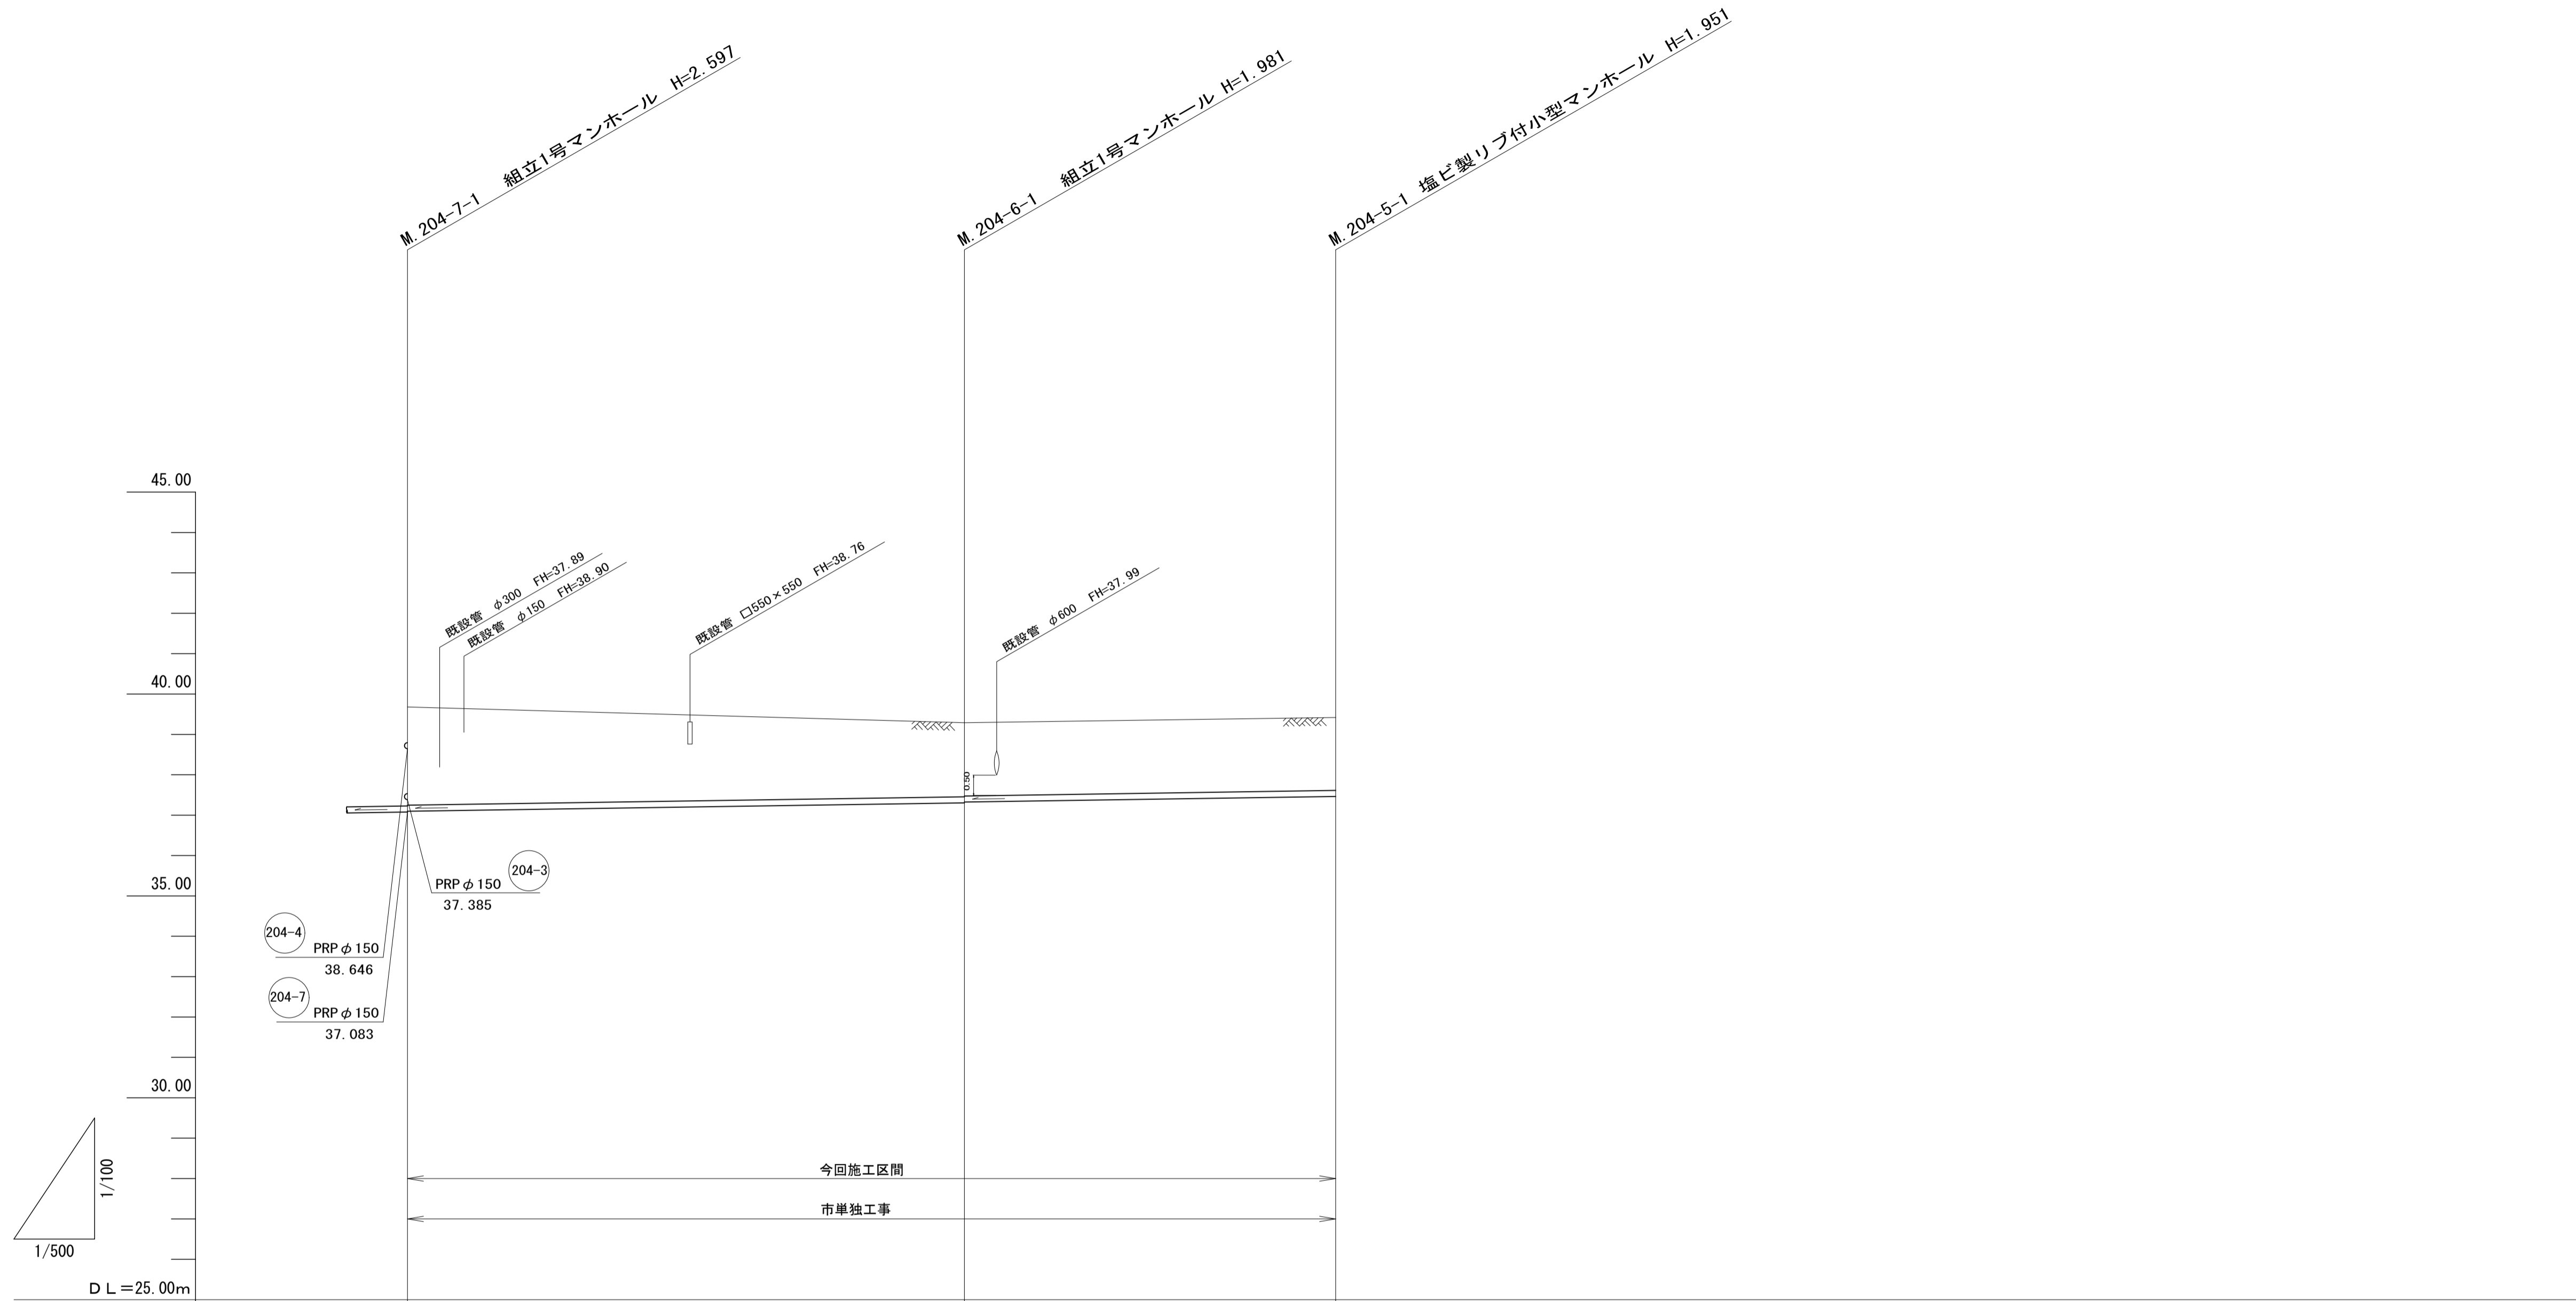 M.204-7-1 組立1号マンホール H=2.597
M.204-6-1 組立1号マンホール H=1.981
M.204-5-1 塩ビ製リブ付小型マンホール H=1.951
45.00
既設管 φ300 FH=37.89
既設管 φ150 FH=38.90
既設管 □550×550 FH=38.76
既設管 φ600 FH=37.99
40.00
0.50
35.00
PRPφ150 204-3
37.385
204-4 PRPφ150
38.646
204-7 PRPφ150
37.083
30.00
1/100
1/500
今回施工区間
市単独工事
DL=25.00m